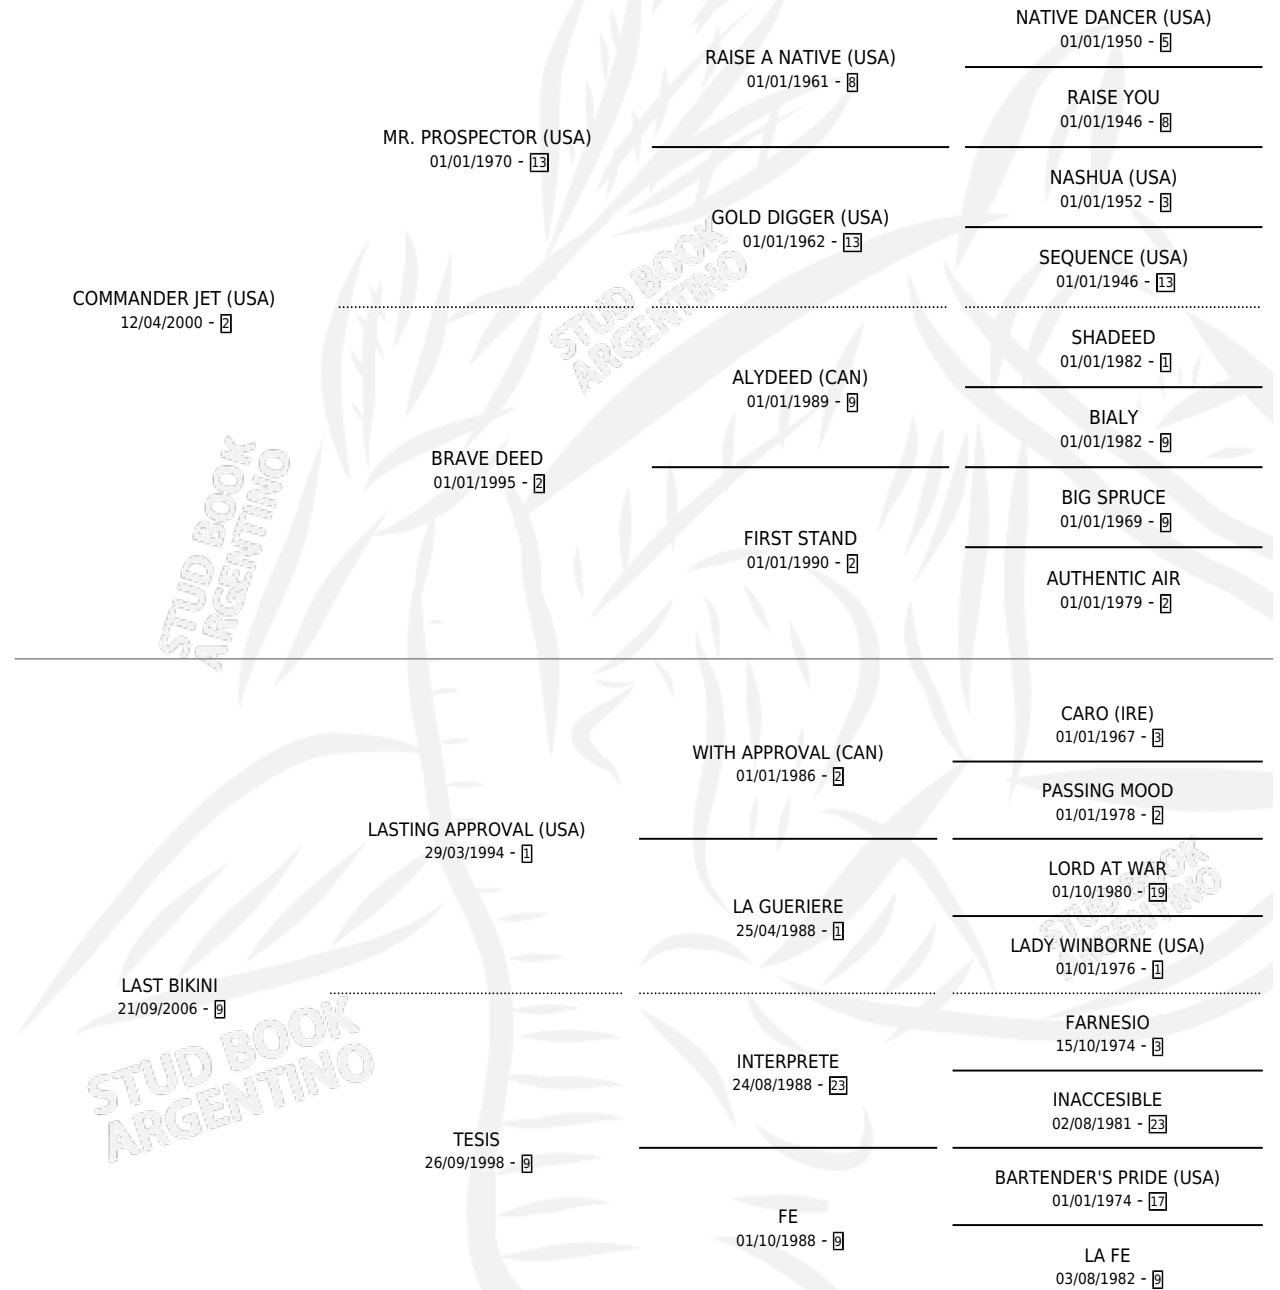 NATIVE DANCER (USA)
01/01/1950 - 5
RAISE A NATIVE (USA)
01/01/1961 - 8
RAISE YOU
01/01/1946 - 8
MR. PROSPECTOR (USA)
01/01/1970 - 13
NASHUA (USA)
01/01/1952 - 3
GOLD DIGGER (USA)
01/01/1962 - 13
SEQUENCE (USA)
01/01/1946 - 13
COMMANDER JET (USA)
12/04/2000 - 2
SHADEED
01/01/1982 - 1
ALYDEED (CAN)
01/01/1989 - 9
BIALY
01/01/1982 - 9
BRAVE DEED
01/01/1995 - 2
BIG SPRUCE
01/01/1969 - 9
FIRST STAND
01/01/1990 - 2
AUTHENTIC AIR
01/01/1979 - 2
CARO (IRE)
01/01/1967 - 3
WITH APPROVAL (CAN)
01/01/1986 - 2
PASSING MOOD
01/01/1978 - 2
LASTING APPROVAL (USA)
29/03/1994 - 1
LORD AT WAR
01/10/1980 - 19
LA GUERIERE
25/04/1988 - 1
LADY WINBORNE (USA)
01/01/1976 - 1
LAST BIKINI
21/09/2006 - 9
FARNESIO
15/10/1974 - 3
INTERPRETE
24/08/1988 - 23
INACCESIBLE
02/08/1981 - 23
TESIS
26/09/1998 - 9
BARTENDER'S PRIDE (USA)
01/01/1974 - 17
FE
01/10/1988 - 9
LA FE
03/08/1982 - 9
STUD BOOK
ARGENTINO
STUD BOOK
ARGENTINO
STUD BOOK
ARGENTINO
STUD BOOK
ARGENTINO